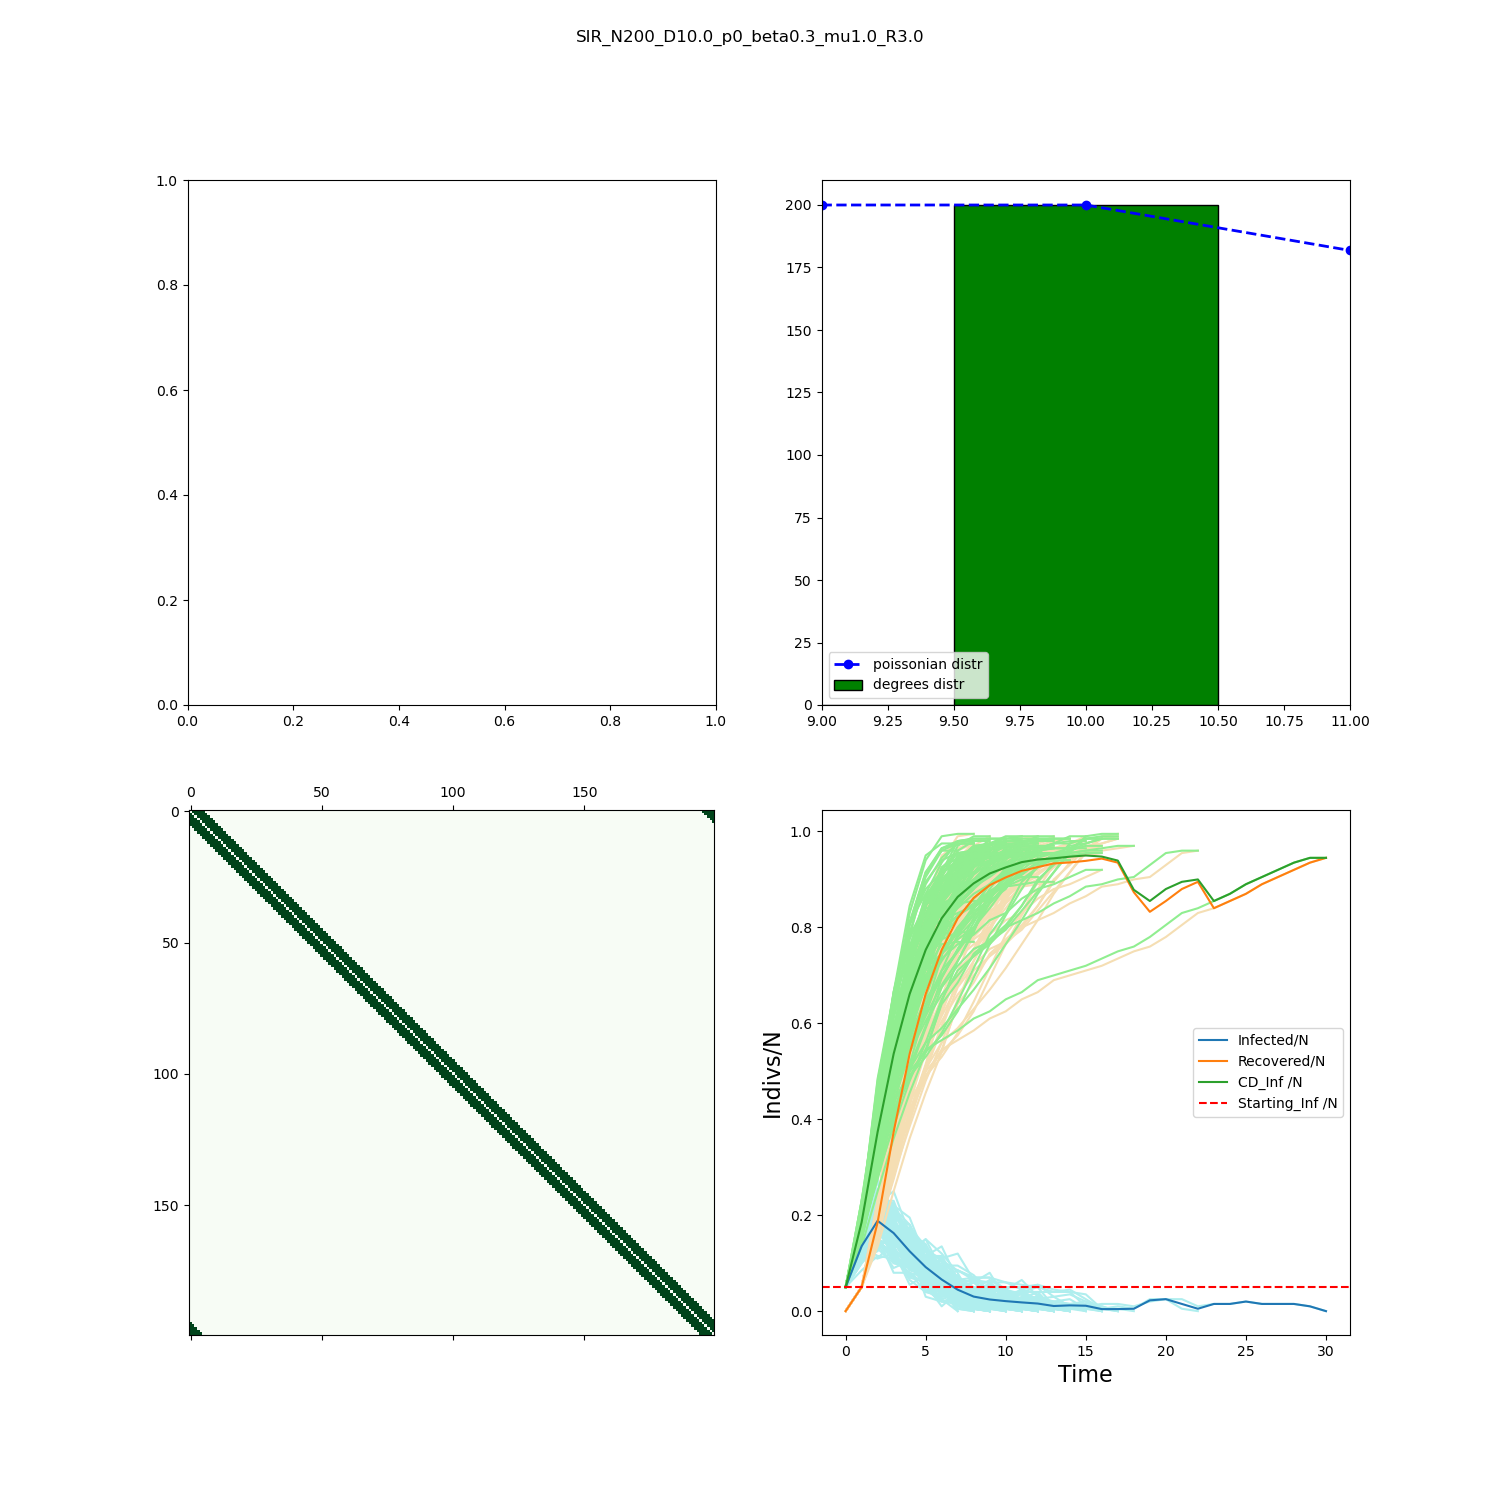 SIR_N200_D10.0_p0_beta0.3_mu1.0_R3.0
1.0
0.8
0.6
0.4
0.2
0.0
0.0 0.2 0.4 0.6 0.8 1.0
200
175
150
125
100
75
50
25
0
poissonian distr
degrees distr
9.00 9.25 9.50 9.75 10.00 10.25 10.50 10.75 11.00
0 50 100 150
0
50
100
150
Indivs/N
1.0
0.8
0.6
0.4
0.2
0.0
Infected/N
Recovered/N
CD_Inf /N
Starting_Inf /N
0 5 10 15 20 25 30
Time